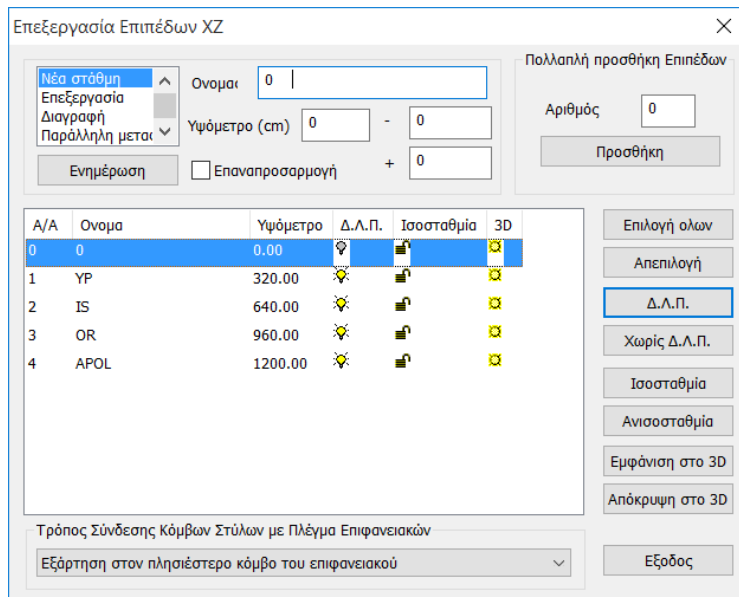 Επεξεργασία Επιπέδων XZ
Νέα στάθμη
Επεξεργασία
Διαγραφή
Παράλληλη μετασ
Ονομας
0
Υψόμετρο (cm)
0
-
0
Ενημέρωση
Επαναπροσαρμογή
+
0
Πολλαπλή προσθήκη Επιπέδων
Αριθμός
0
Προσθήκη
Α/Α Ονομα Υψόμετρο Δ.Λ.Π. Ισοσταθμία 3D
0 0 0.00
1 YP 320.00
2 IS 640.00
3 OR 960.00
4 APOL 1200.00
Επιλογή ολων
Απεπιλογή
Δ.Λ.Π.
Χωρίς Δ.Λ.Π.
Ισοσταθμία
Ανισοσταθμία
Εμφάνιση στο 3D
Απόκρυψη στο 3D
Τρόπος Σύνδεσης Κόμβων Στύλων με Πλέγμα Επιφανειακών
Εξάρτηση στον πλησιέστερο κόμβο του επιφανειακού
Εξοδος